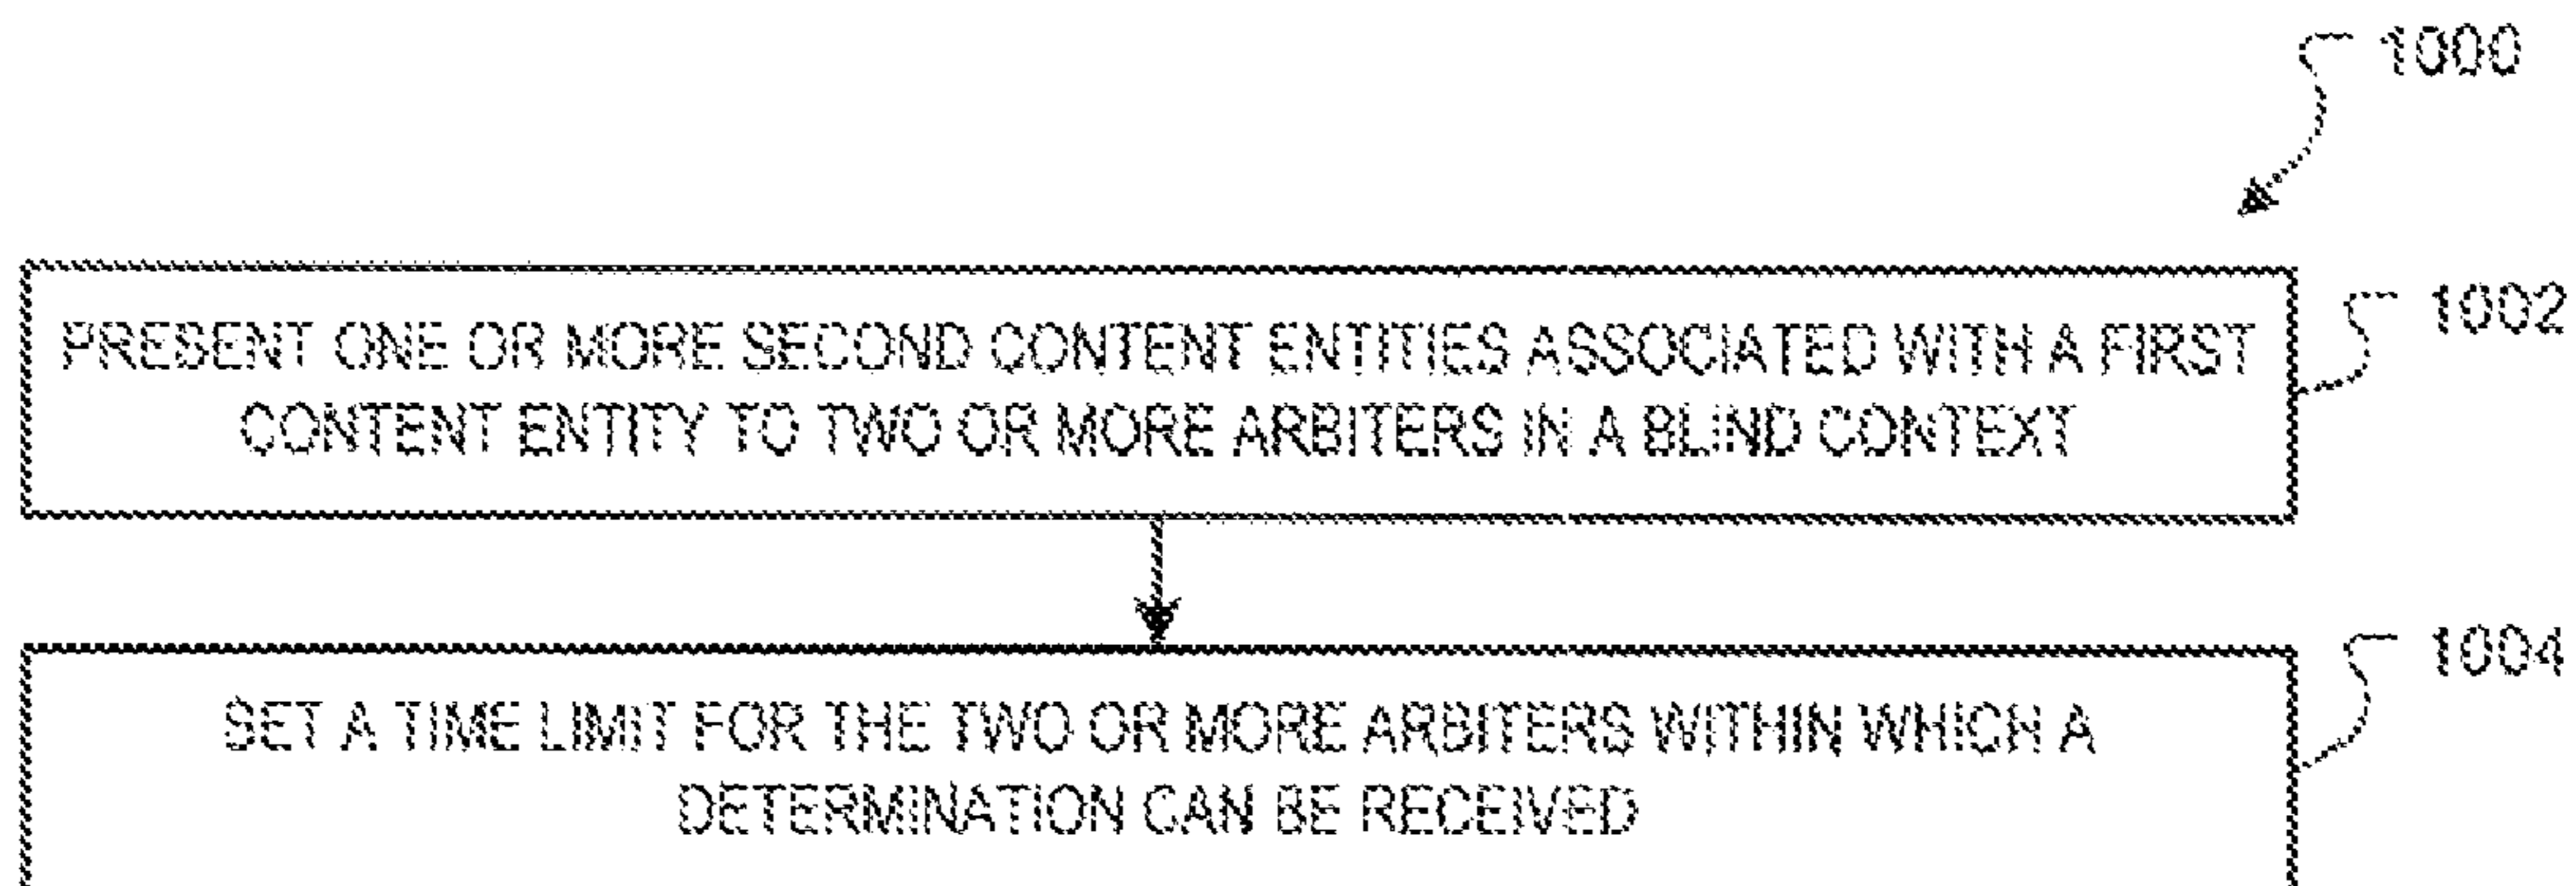 1000
PRESENT ONE OR MORE SECOND CONTENT ENTITIES ASSOCIATED WITH A FIRST
CONTENT ENTITY TO TWO OR MORE ARBITERS IN A BLIND CONTEXT
1002
SET A TIME LIMIT FOR THE TWO OR MORE ARBITERS WITHIN WHICH A
DETERMINATION CAN BE RECEIVED
1004